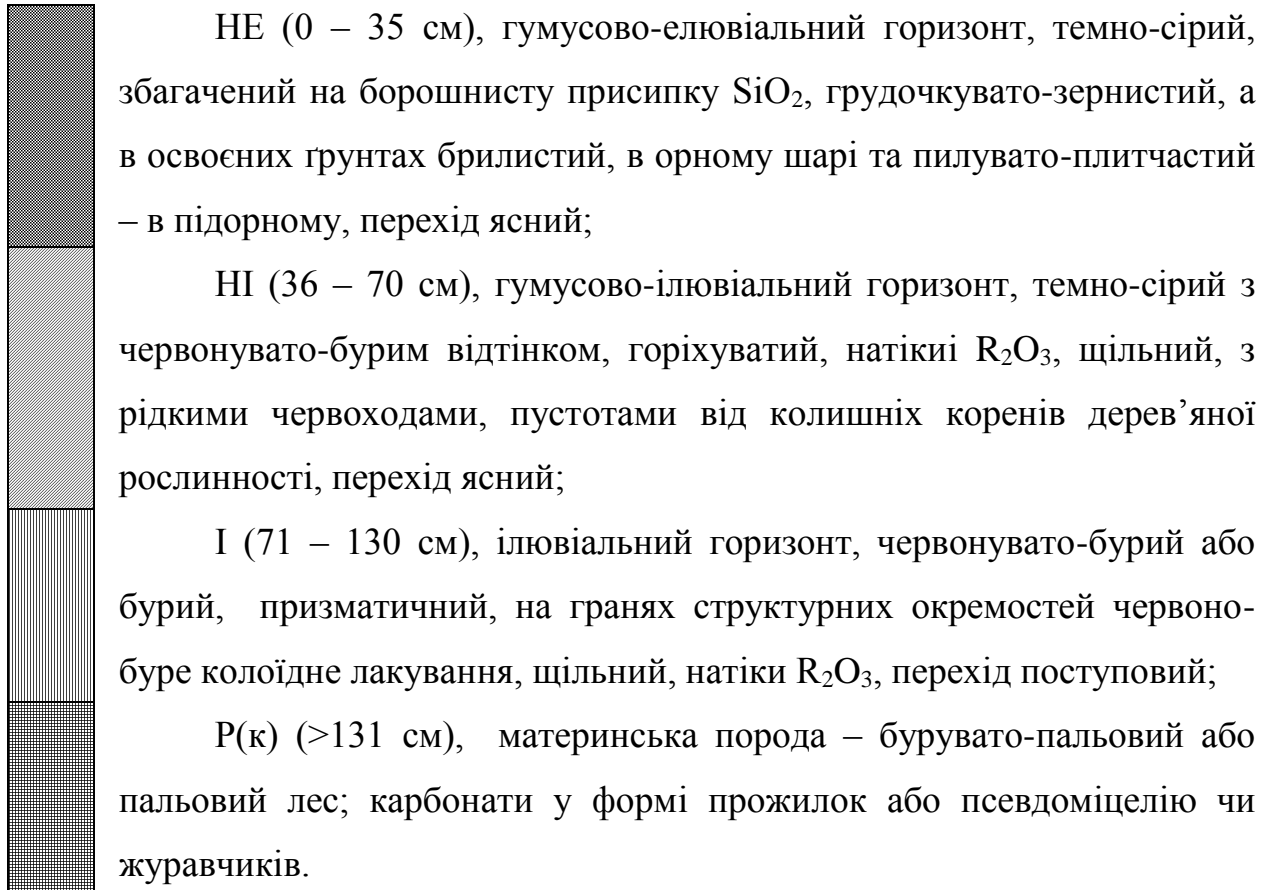 НЕ (0 – 35 см), гумусово-елювіальний горизонт, темно-сірий,
збагачений на борошнисту присипку SiO₂, грудочкувато-зернистий, а
в освоєних ґрунтах брилистий, в орному шарі та пилувато-плитчастий
– в підорному, перехід ясний;
НІ (36 – 70 см), гумусово-ілювіальний горизонт, темно-сірий з
червонувато-бурим відтінком, горіхуватий, натікиі R₂O₃, щільний, з
рідкими червоходами, пустотами від колишніх коренів дерев’яної
рослинності, перехід ясний;
І (71 – 130 см), ілювіальний горизонт, червонувато-бурий або
бурий, призматичний, на гранях структурних окремостей червоно-
буре колоїдне лакування, щільний, натіки R₂O₃, перехід поступовий;
Р(к) (>131 см), материнська порода – бурувато-пальовий або
пальовий лес; карбонати у формі прожилок або псевдоміцелію чи
журавчиків.